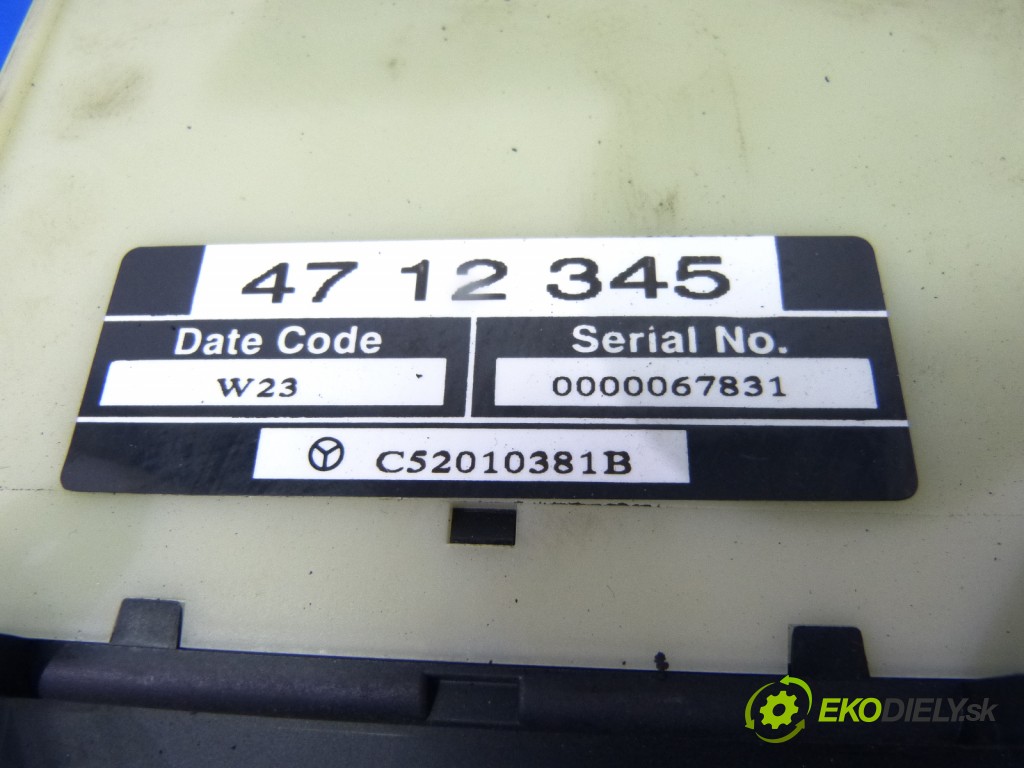 47 12 345
Date Code
Serial No.
W23
0000067831
C52010381B
EKODIELY.sk